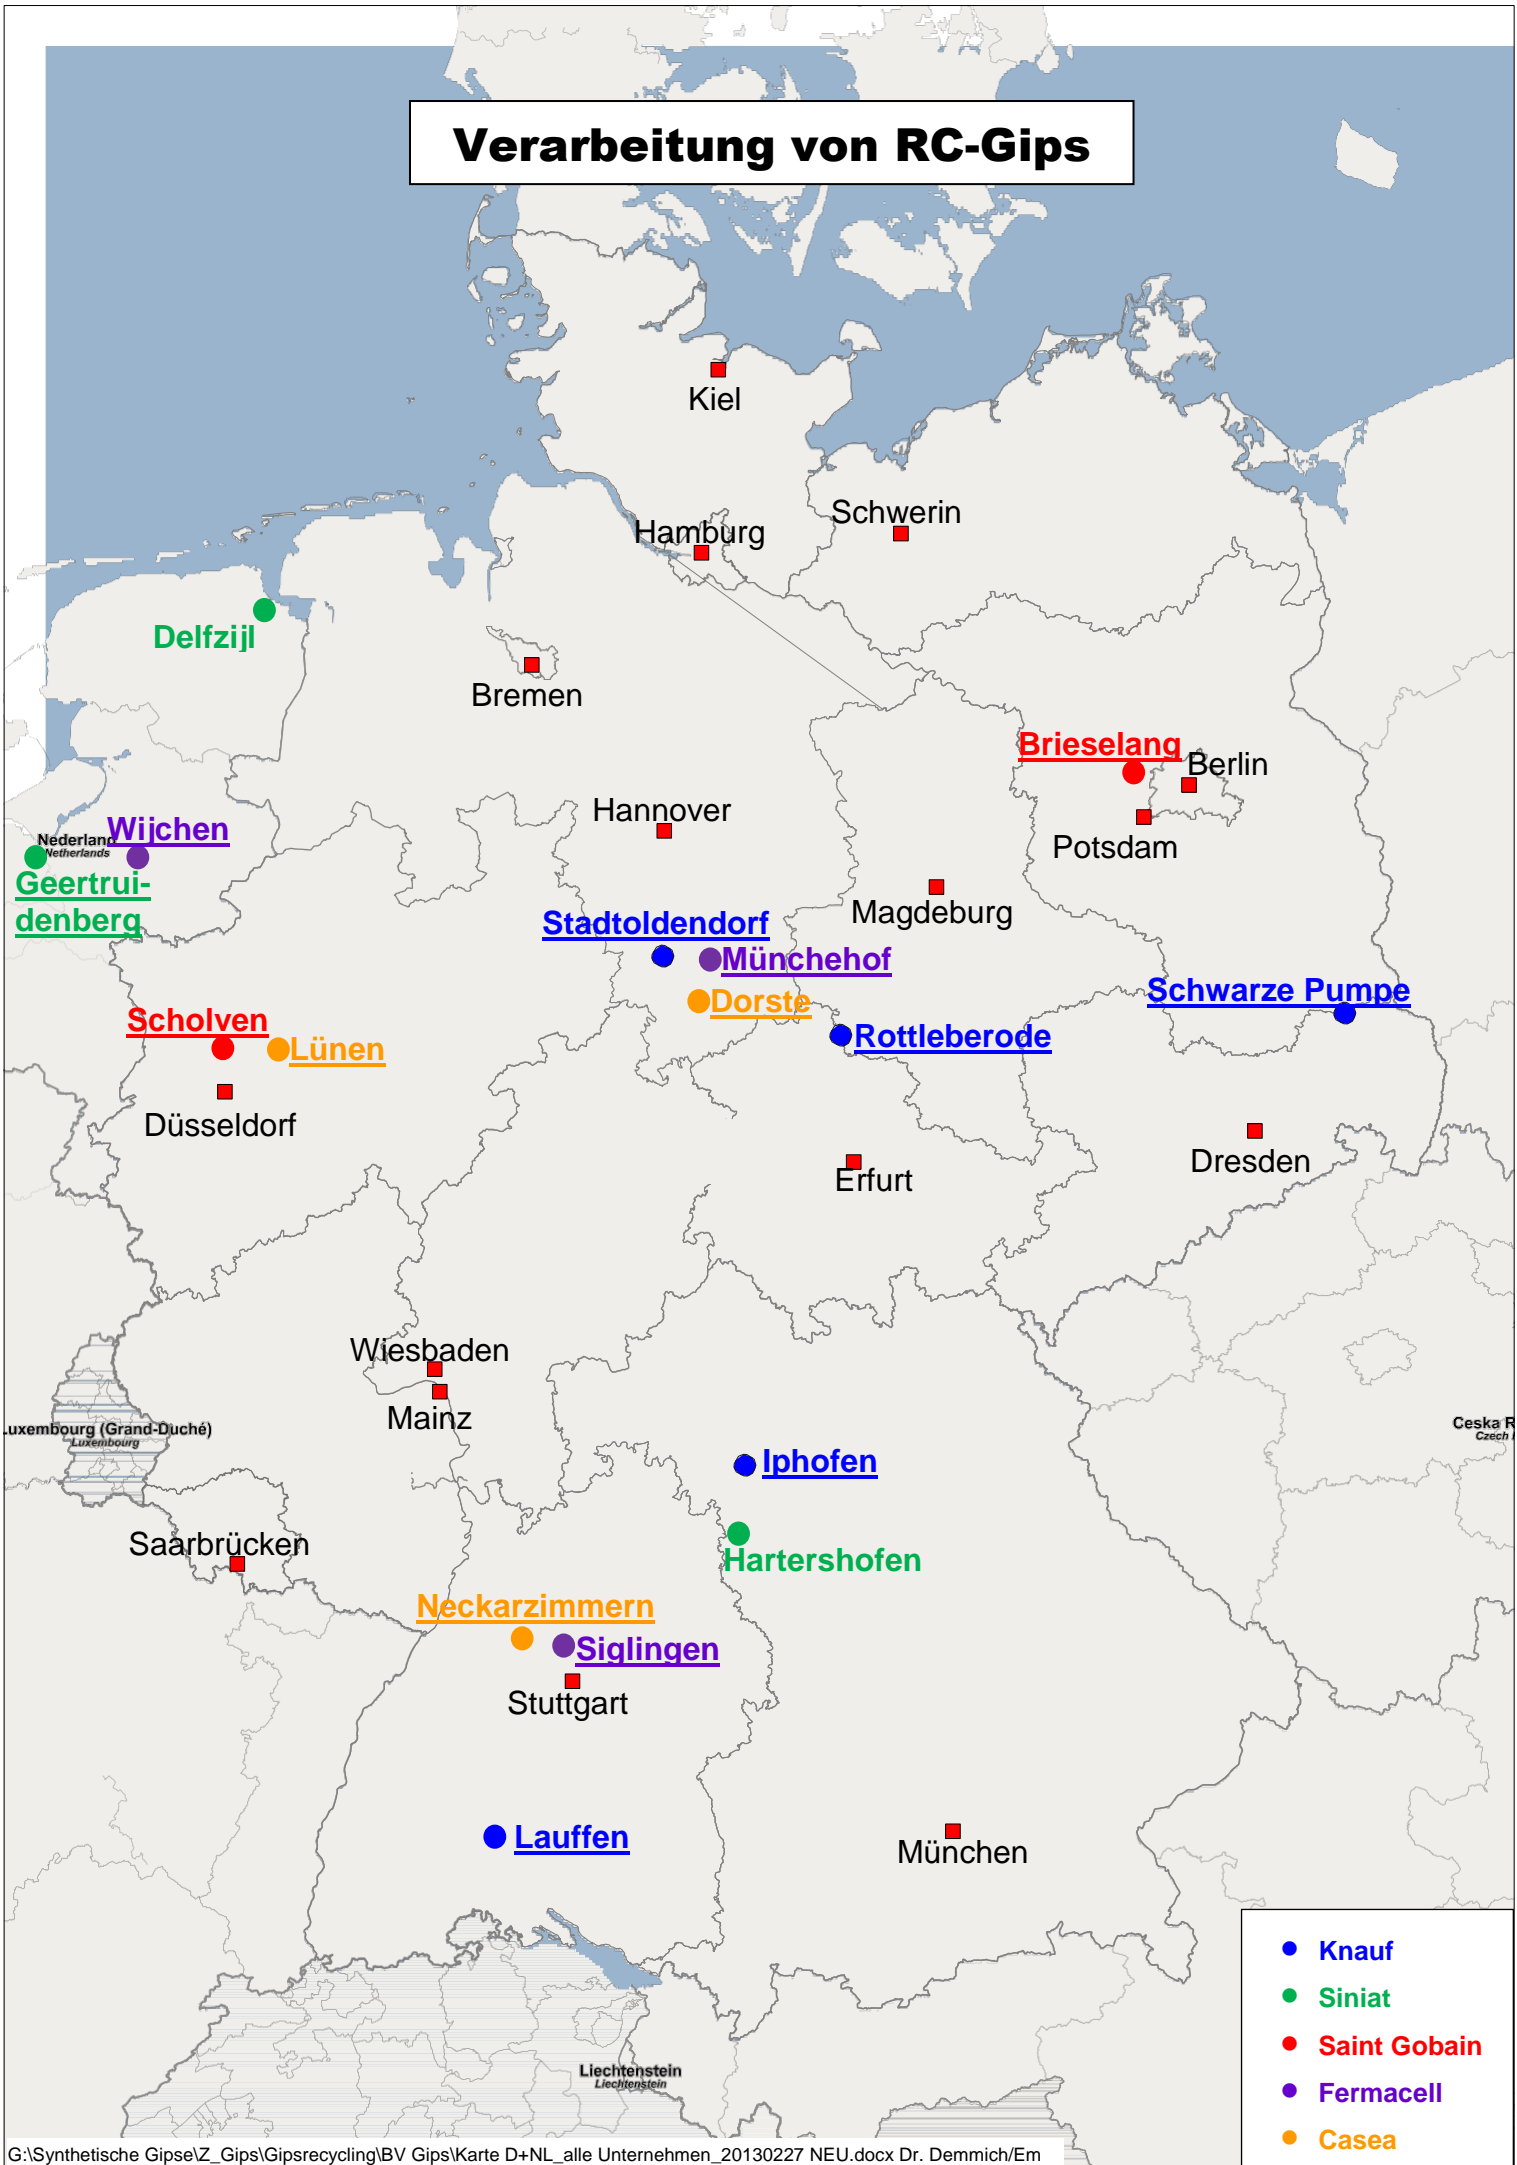 Verarbeitung von RC-Gips
Kiel
Schwerin
Hamburg
Delfzijl
Bremen
Brieselang
Berlin
Hannover
Potsdam
Wijchen
Nederland
Netherlands
Geertrui-
denberg
Magdeburg
Stadtoldendorf
Münchehof
Schwarze Pumpe
Dorste
Scholven
Rottleberode
Lünen
Düsseldorf
Dresden
Erfurt
Wiesbaden
Mainz
Luxembourg (Grand-Duché)
Luxembourg
Ceska R
Czech
Iphofen
Saarbrücken
Hartershofen
Neckarzimmern
Siglingen
Stuttgart
Lauffen
München
Liechtenstein
Liechtenstein
Knauf
Siniat
Saint Gobain
Fermacell
Casea
G:\Synthetische Gipse\Z_Gips\Gipsrecycling\BV Gips\Karte D+NL_alle Unternehmen_20130227 NEU.docx Dr. Demmich/Em